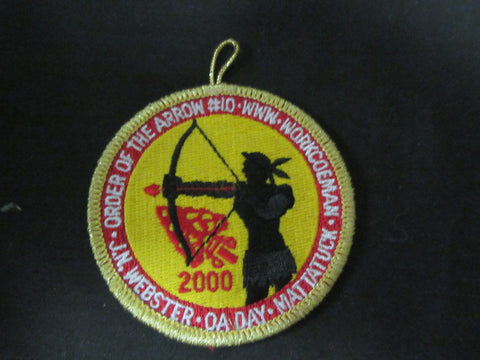 ORDER OF THE ARROW #10 · WWW · WORKCOEMAN · J.N. WEBSTER · OA DAY · MATTATUCK ·
2000